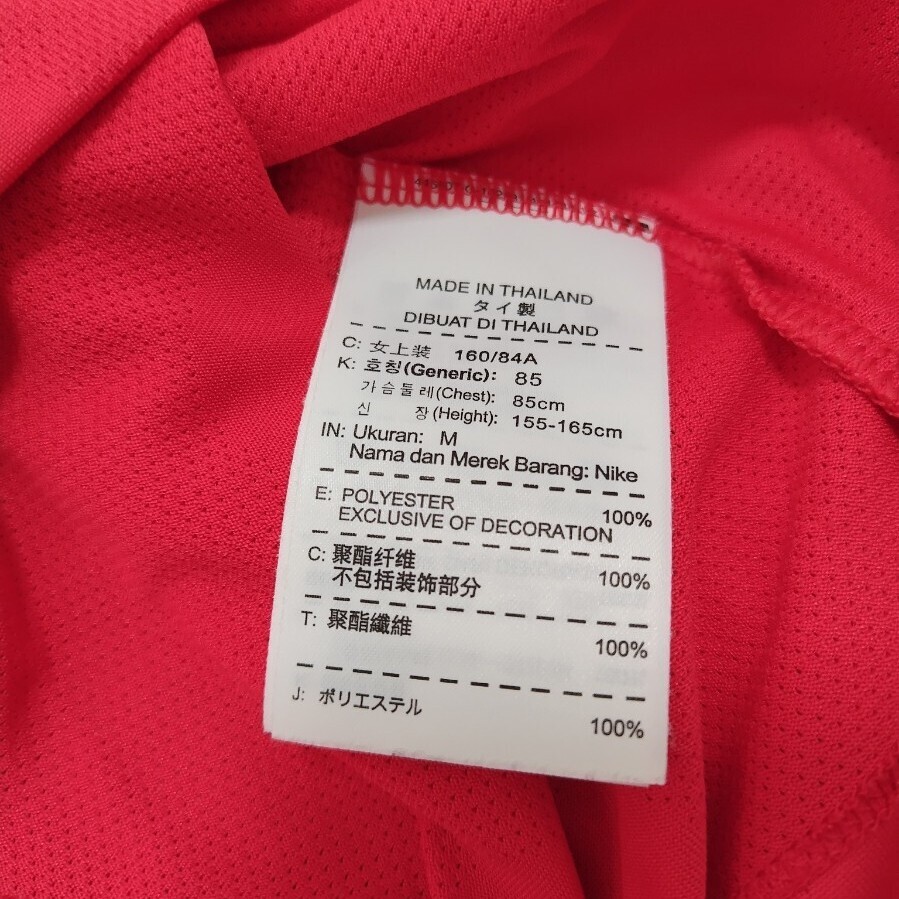 MADE IN THAILAND
タイ製
DIBUAT DI THAILAND
C: 女上装 160/84A
K: 호칭(Generic): 85
가슴둘레(Chest): 85cm
신 장(Height): 155-165cm
IN: Ukuran: M
Nama dan Merek Barang: Nike
E: POLYESTER 100%
EXCLUSIVE OF DECORATION
C: 聚酯纤维 100%
不包括装饰部分
T: 聚酯纖維 100%
J: ポリエステル 100%